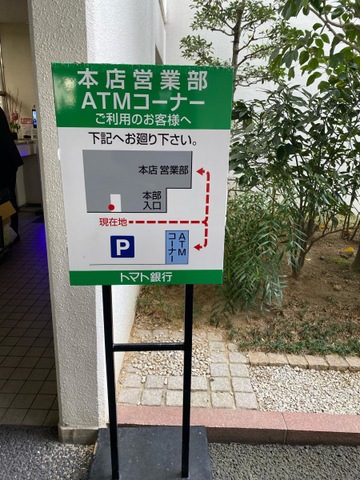 本店営業部
ATMコーナー
ご利用のお客様へ
下記へお廻り下さい。
本店 営業部
本部
入口
現在地
P
ATM
コーナー
トマト銀行